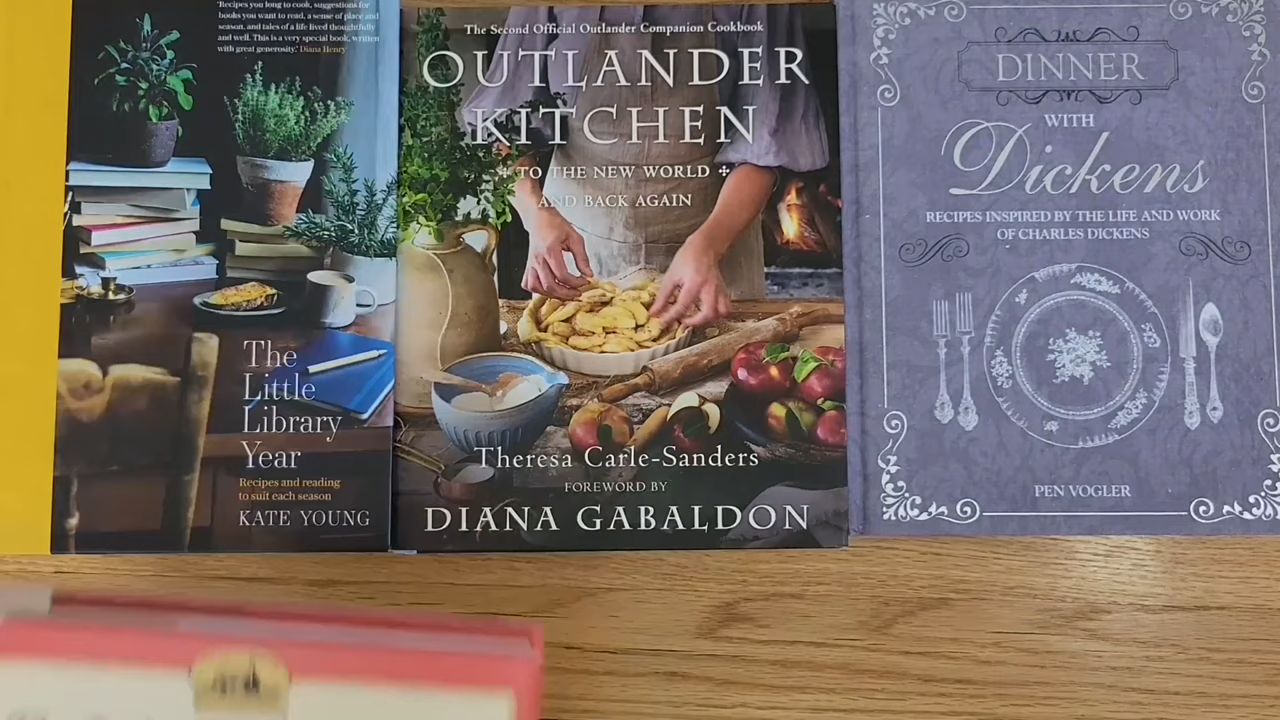 'Recipes you long to cook, suggestions for
books you want to read, a sense of place and
season, and tales of a life lived thoughtfully
and well. This is a very special book, written
with great generosity.' Diana Henry
The
Little
Library
Year
Recipes and reading
to suit each season
KATE YOUNG
The Second Official Outlander Companion Cookbook
OUTLANDER
KITCHEN
TO THE NEW WORLD
AND BACK AGAIN
Theresa Carle-Sanders
FOREWORD BY
DIANA GABALDON
DINNER
WITH
Dickens
RECIPES INSPIRED BY THE LIFE AND WORK
OF CHARLES DICKENS
PEN VOGLER